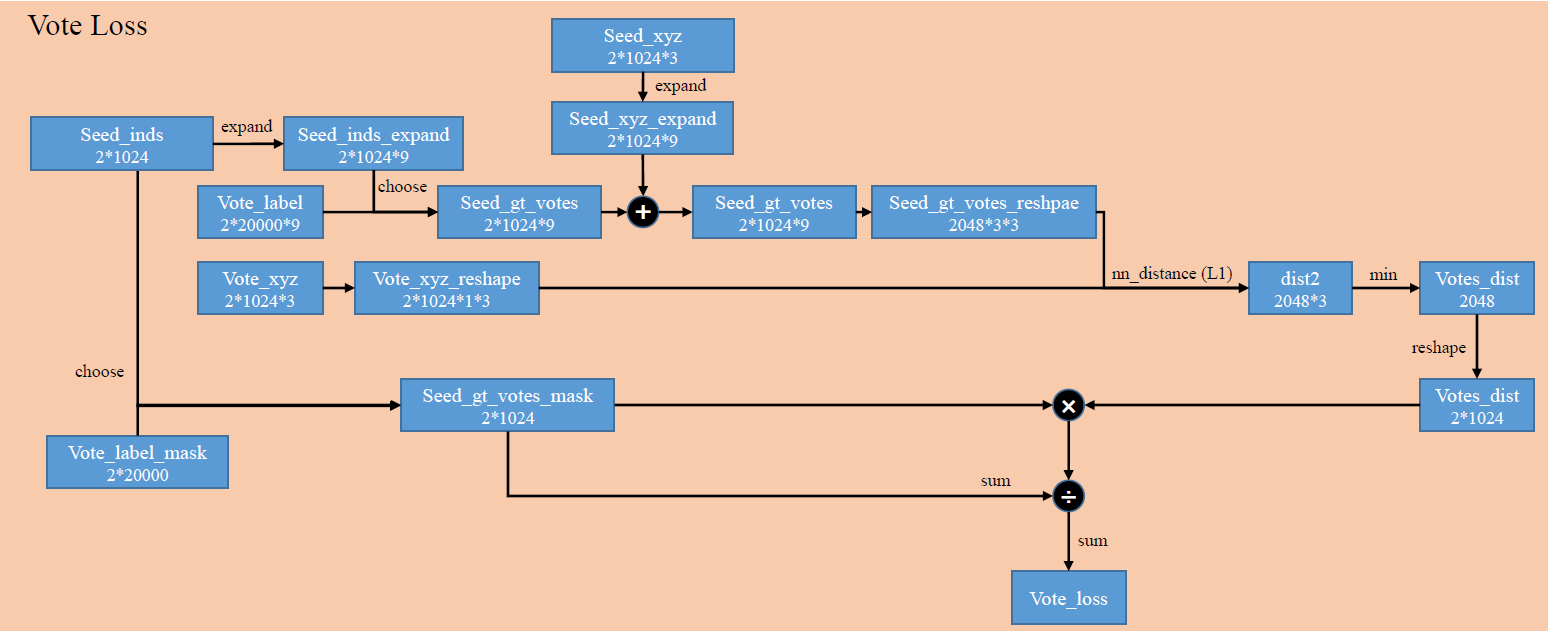 Vote Loss
Seed_xyz
2*1024*3
expand
Seed_xyz_expand
2*1024*9
Seed_inds
2*1024
expand
Seed_inds_expand
2*1024*9
choose
Vote_label
2*20000*9
Seed_gt_votes
2*1024*9
+
Seed_gt_votes
2*1024*9
Seed_gt_votes_reshpae
2048*3*3
Vote_xyz
2*1024*3
Vote_xyz_reshape
2*1024*1*3
nn_distance (L1)
dist2
2048*3
min
Votes_dist
2048
reshape
choose
Seed_gt_votes_mask
2*1024
×
Votes_dist
2*1024
Vote_label_mask
2*20000
sum
÷
sum
Vote_loss